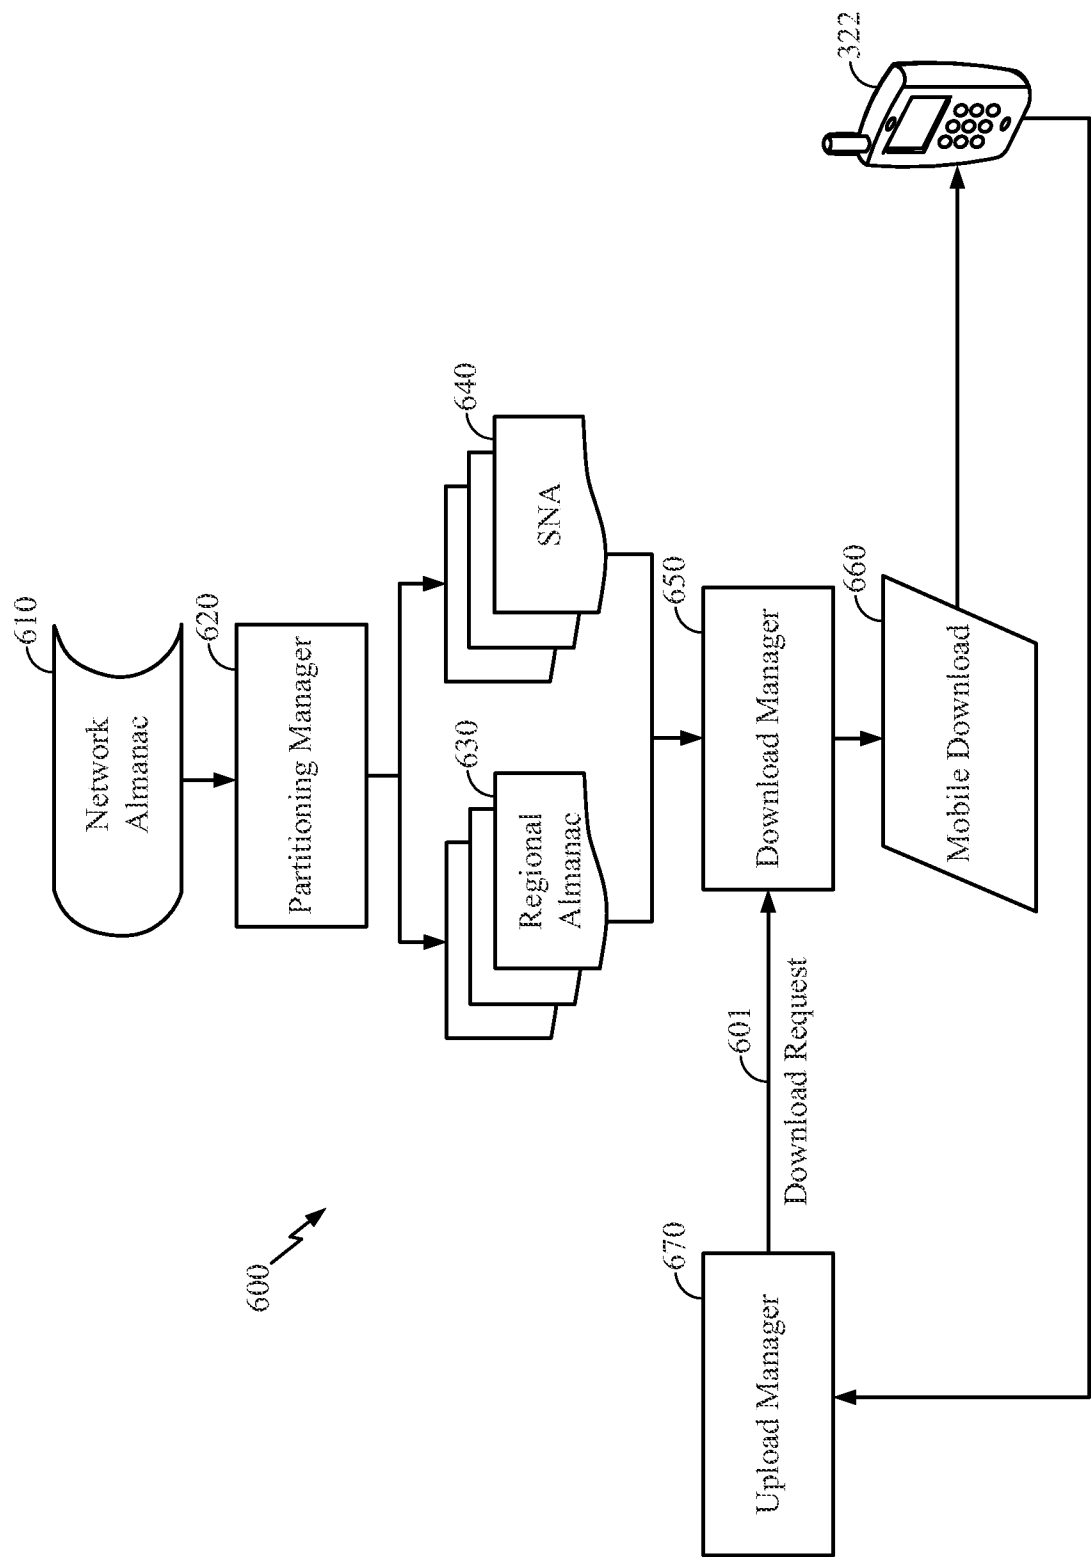 600
610
Network
Almanac
620
Partitioning Manager
630
Regional
Almanac
640
SNA
670
Upload Manager
601
Download Request
650
Download Manager
660
Mobile Download
322